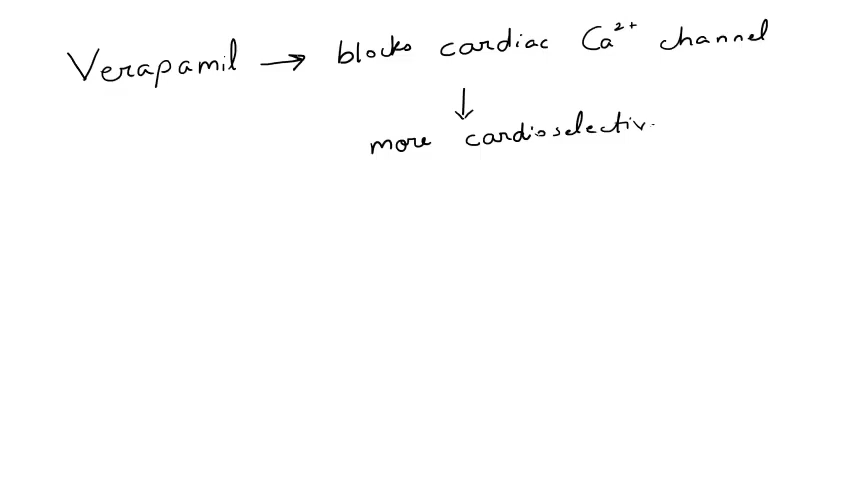 Verapamil → blocks cardiac Ca²⁺ channel
↓
more cardioselectiv